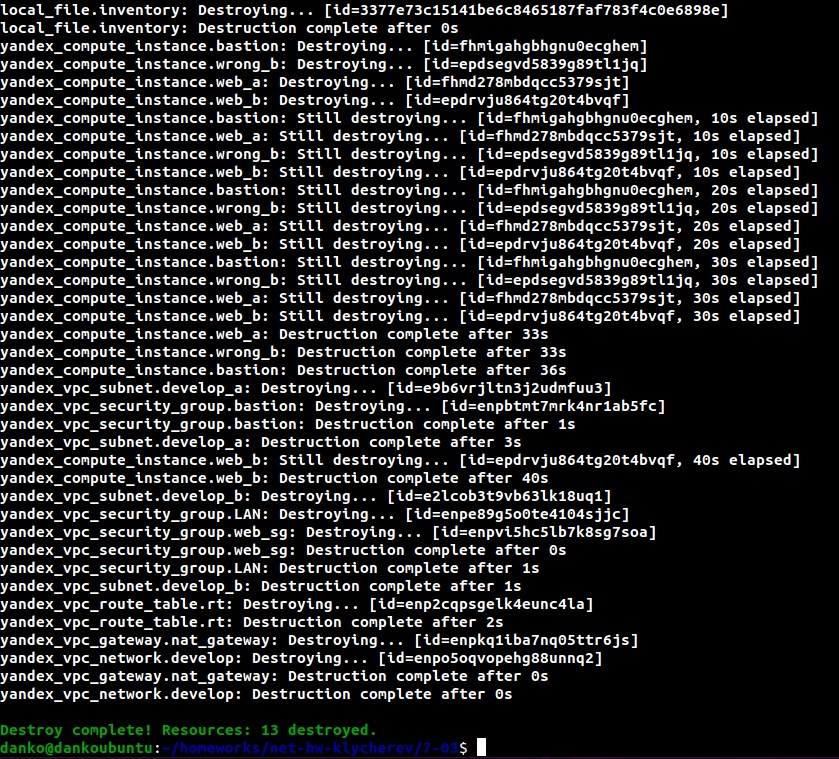 local_file.inventory: Destroying... [id=3377e73c15141be6c8465187faf783f4c0e6898e]
local_file.inventory: Destruction complete after 0s
yandex_compute_instance.bastion: Destroying... [id=fhmigahgbhgnu0ecghem]
yandex_compute_instance.wrong_b: Destroying... [id=epdsegvd5839g89tl1jq]
yandex_compute_instance.web_a: Destroying... [id=fhmd278mbdqcc5379sjt]
yandex_compute_instance.web_b: Destroying... [id=epdrvju864tg20t4bvqf]
yandex_compute_instance.bastion: Still destroying... [id=fhmigahgbhgnu0ecghem, 10s elapsed]
yandex_compute_instance.web_a: Still destroying... [id=fhmd278mbdqcc5379sjt, 10s elapsed]
yandex_compute_instance.wrong_b: Still destroying... [id=epdsegvd5839g89tl1jq, 10s elapsed]
yandex_compute_instance.web_b: Still destroying... [id=epdrvju864tg20t4bvqf, 10s elapsed]
yandex_compute_instance.bastion: Still destroying... [id=fhmigahgbhgnu0ecghem, 20s elapsed]
yandex_compute_instance.wrong_b: Still destroying... [id=epdsegvd5839g89tl1jq, 20s elapsed]
yandex_compute_instance.web_a: Still destroying... [id=fhmd278mbdqcc5379sjt, 20s elapsed]
yandex_compute_instance.web_b: Still destroying... [id=epdrvju864tg20t4bvqf, 20s elapsed]
yandex_compute_instance.bastion: Still destroying... [id=fhmigahgbhgnu0ecghem, 30s elapsed]
yandex_compute_instance.wrong_b: Still destroying... [id=epdsegvd5839g89tl1jq, 30s elapsed]
yandex_compute_instance.web_a: Still destroying... [id=fhmd278mbdqcc5379sjt, 30s elapsed]
yandex_compute_instance.web_b: Still destroying... [id=epdrvju864tg20t4bvqf, 30s elapsed]
yandex_compute_instance.web_a: Destruction complete after 33s
yandex_compute_instance.wrong_b: Destruction complete after 33s
yandex_compute_instance.bastion: Destruction complete after 36s
yandex_vpc_subnet.develop_a: Destroying... [id=e9b6vrjltn3j2udmfuu3]
yandex_vpc_security_group.bastion: Destroying... [id=enpbtmt7mrk4nr1ab5fc]
yandex_vpc_security_group.bastion: Destruction complete after 1s
yandex_vpc_subnet.develop_a: Destruction complete after 3s
yandex_compute_instance.web_b: Still destroying... [id=epdrvju864tg20t4bvqf, 40s elapsed]
yandex_compute_instance.web_b: Destruction complete after 40s
yandex_vpc_subnet.develop_b: Destroying... [id=e2lcob3t9vb63lk18uq1]
yandex_vpc_security_group.LAN: Destroying... [id=enpe89g5o0te4104sjjc]
yandex_vpc_security_group.web_sg: Destroying... [id=enpvi5hc5lb7k8sg7soa]
yandex_vpc_security_group.web_sg: Destruction complete after 0s
yandex_vpc_security_group.LAN: Destruction complete after 1s
yandex_vpc_subnet.develop_b: Destruction complete after 1s
yandex_vpc_route_table.rt: Destroying... [id=enp2cqpsgelk4eunc4la]
yandex_vpc_route_table.rt: Destruction complete after 2s
yandex_vpc_gateway.nat_gateway: Destroying... [id=enpkq1iba7nq05ttr6js]
yandex_vpc_network.develop: Destroying... [id=enpo5oqvopehg88unnq2]
yandex_vpc_gateway.nat_gateway: Destruction complete after 0s
yandex_vpc_network.develop: Destruction complete after 0s
Destroy complete! Resources: 13 destroyed.
danko@dankoubuntu:~/homeworks/net-hw-klycherev/7-03$